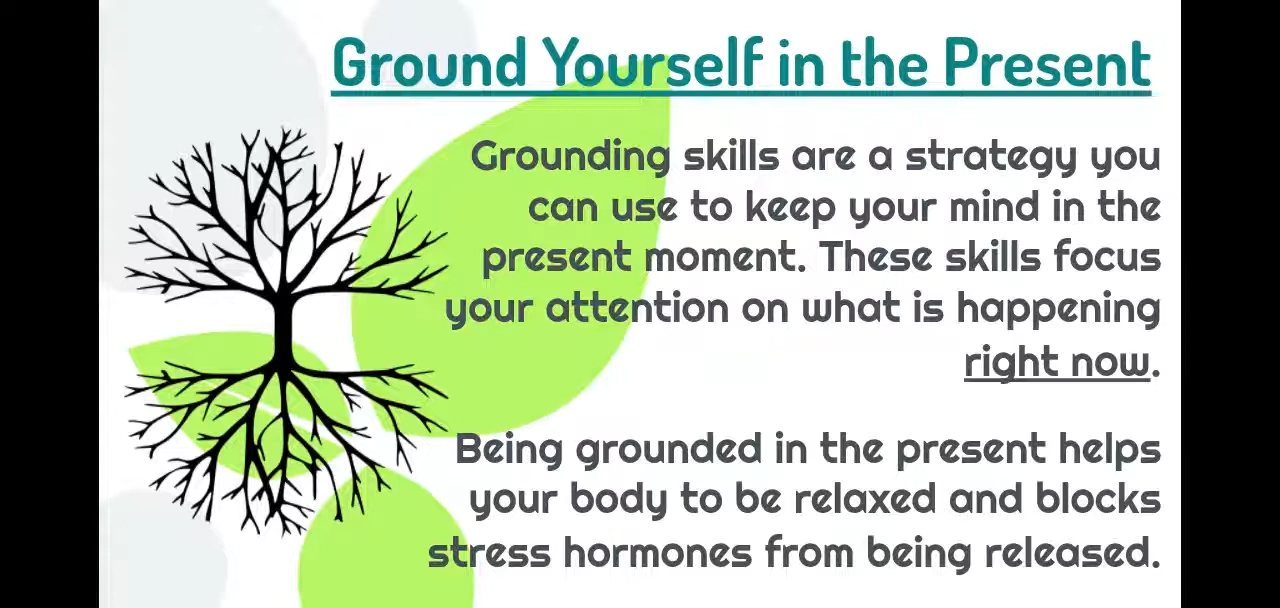 Ground Yourself in the Present
Grounding skills are a strategy you
can use to keep your mind in the
present moment. These skills focus
your attention on what is happening
right now.
Being grounded in the present helps
your body to be relaxed and blocks
stress hormones from being released.